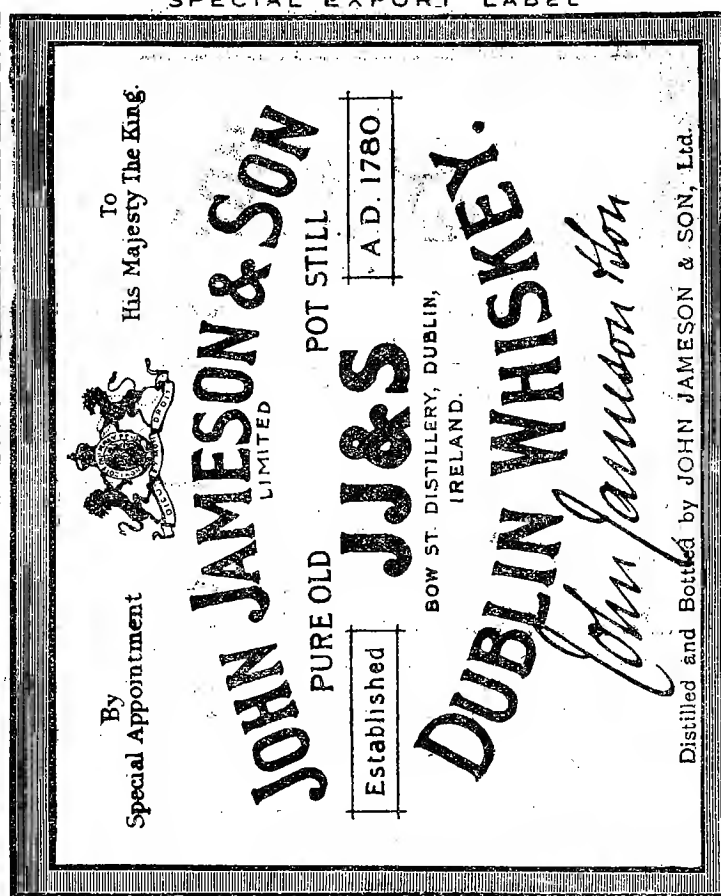 SPECIAL EXPORT LABEL
By
Special Appointment
To
His Majesty The King.
JOHN JAMESON & SON
LIMITED
PURE OLD POT STILL
Established JJ&S A.D. 1780
BOW ST. DISTILLERY, DUBLIN,
IRELAND.
DUBLIN WHISKEY.
John Jameson & Son
Distilled and Bottled by JOHN JAMESON & SON, Ltd.